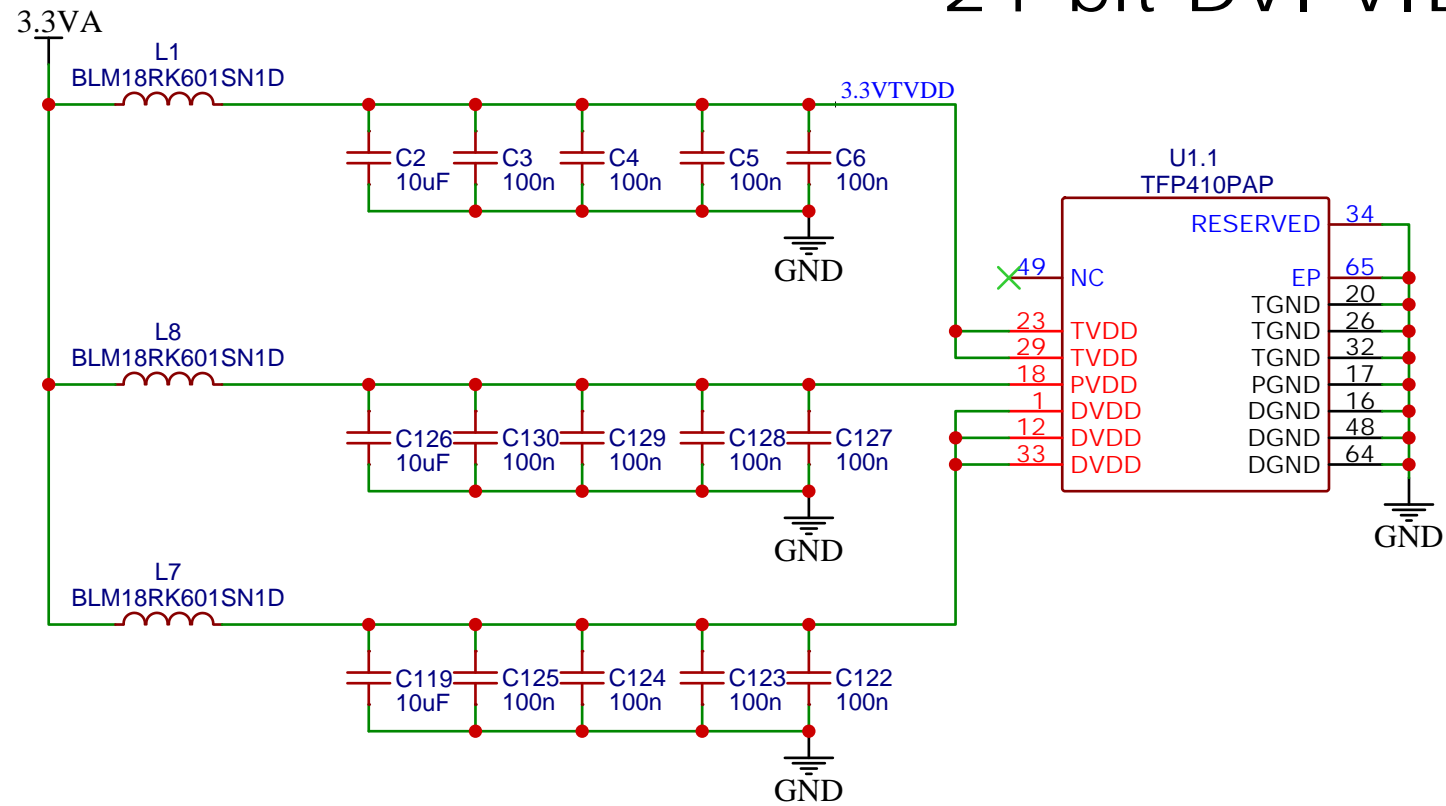 3.3VA
L1
BLM18RK601SN1D
3.3VTVDD
C2
10uF
C3
100n
C4
100n
C5
100n
C6
100n
GND
L8
BLM18RK601SN1D
C126
10uF
C130
100n
C129
100n
C128
100n
C127
100n
GND
L7
BLM18RK601SN1D
C119
10uF
C125
100n
C124
100n
C123
100n
C122
100n
GND
U1.1
TFP410PAP
RESERVED 34
49 NC
EP 65
TGND 20
23 TVDD
TGND 26
29 TVDD
TGND 32
18 PVDD
PGND 17
1 DVDD
DGND 16
12 DVDD
DGND 48
33 DVDD
DGND 64
GND